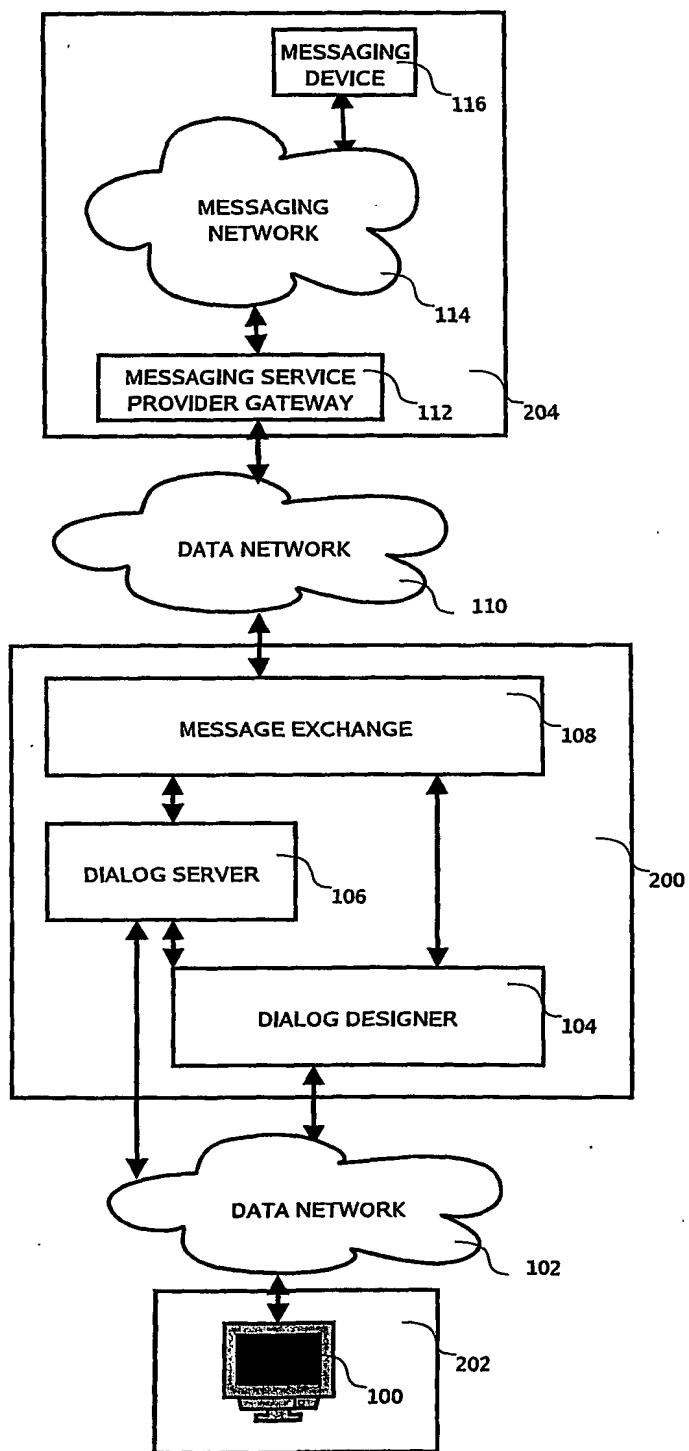 MESSAGING
DEVICE
116
MESSAGING
NETWORK
114
MESSAGING SERVICE
PROVIDER GATEWAY
112
204
DATA NETWORK
110
MESSAGE EXCHANGE
108
DIALOG SERVER
106
200
DIALOG DESIGNER
104
DATA NETWORK
102
202
100